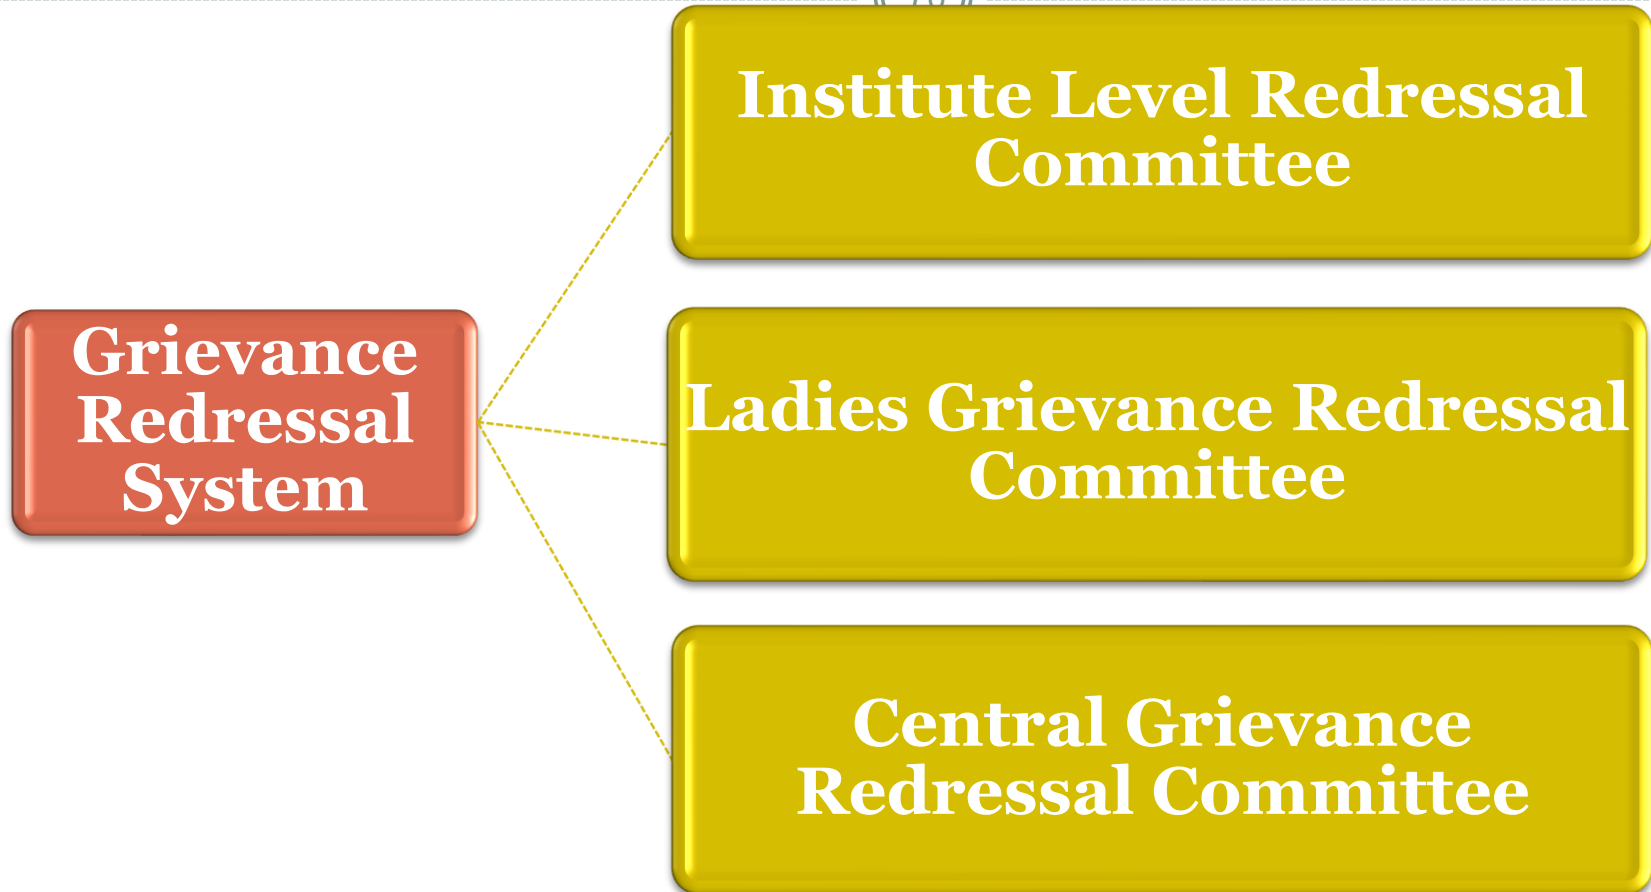 Institute Level Redressal
Committee
Grievance
Redressal
System
Ladies Grievance Redressal
Committee
Central Grievance
Redressal Committee